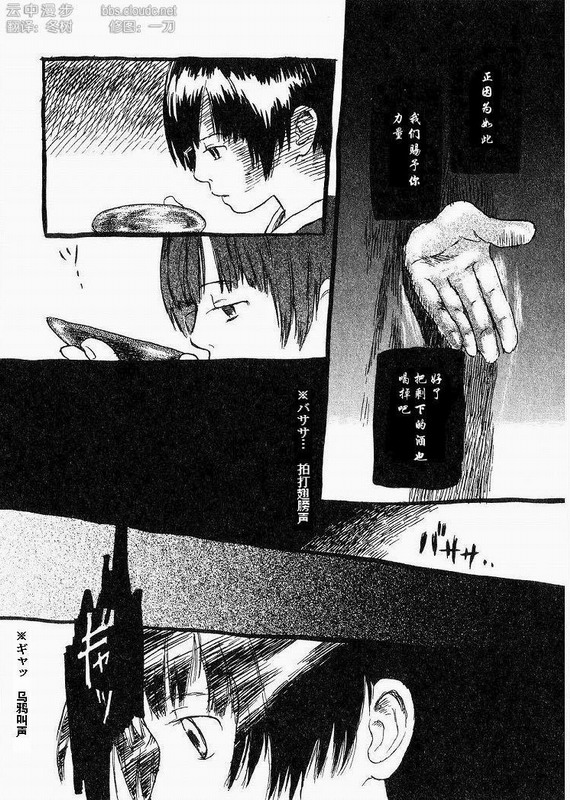 云中漫步 bbs.cloudc.net
翻译：冬树 修图：一刀
正因为如此
我们赐予你
力量
好了
把剩下的酒也
喝掉吧
※バササ… 拍打翅膀声
バササ..
ギャッ
※ギャッ 乌鸦叫声